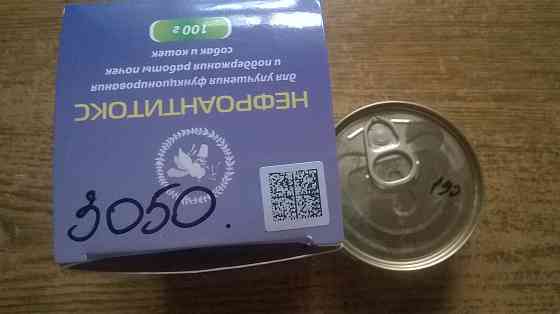 НЕФРОАНТИТОКС
для улучшения функционирования
и поддержания работы почек
собак и кошек
100 г
3050.